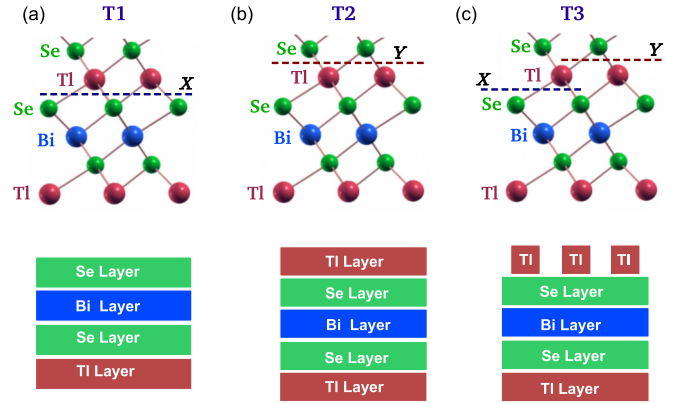 (a) T1
Se
Tl
X
Se
Bi
Tl
Se Layer
Bi Layer
Se Layer
Tl Layer
(b) T2
Se
Y
Tl
Se
Bi
Tl
Tl Layer
Se Layer
Bi Layer
Se Layer
Tl Layer
(c) T3
Se
Y
Tl
X
Se
Bi
Tl
Tl Tl Tl
Se Layer
Bi Layer
Se Layer
Tl Layer